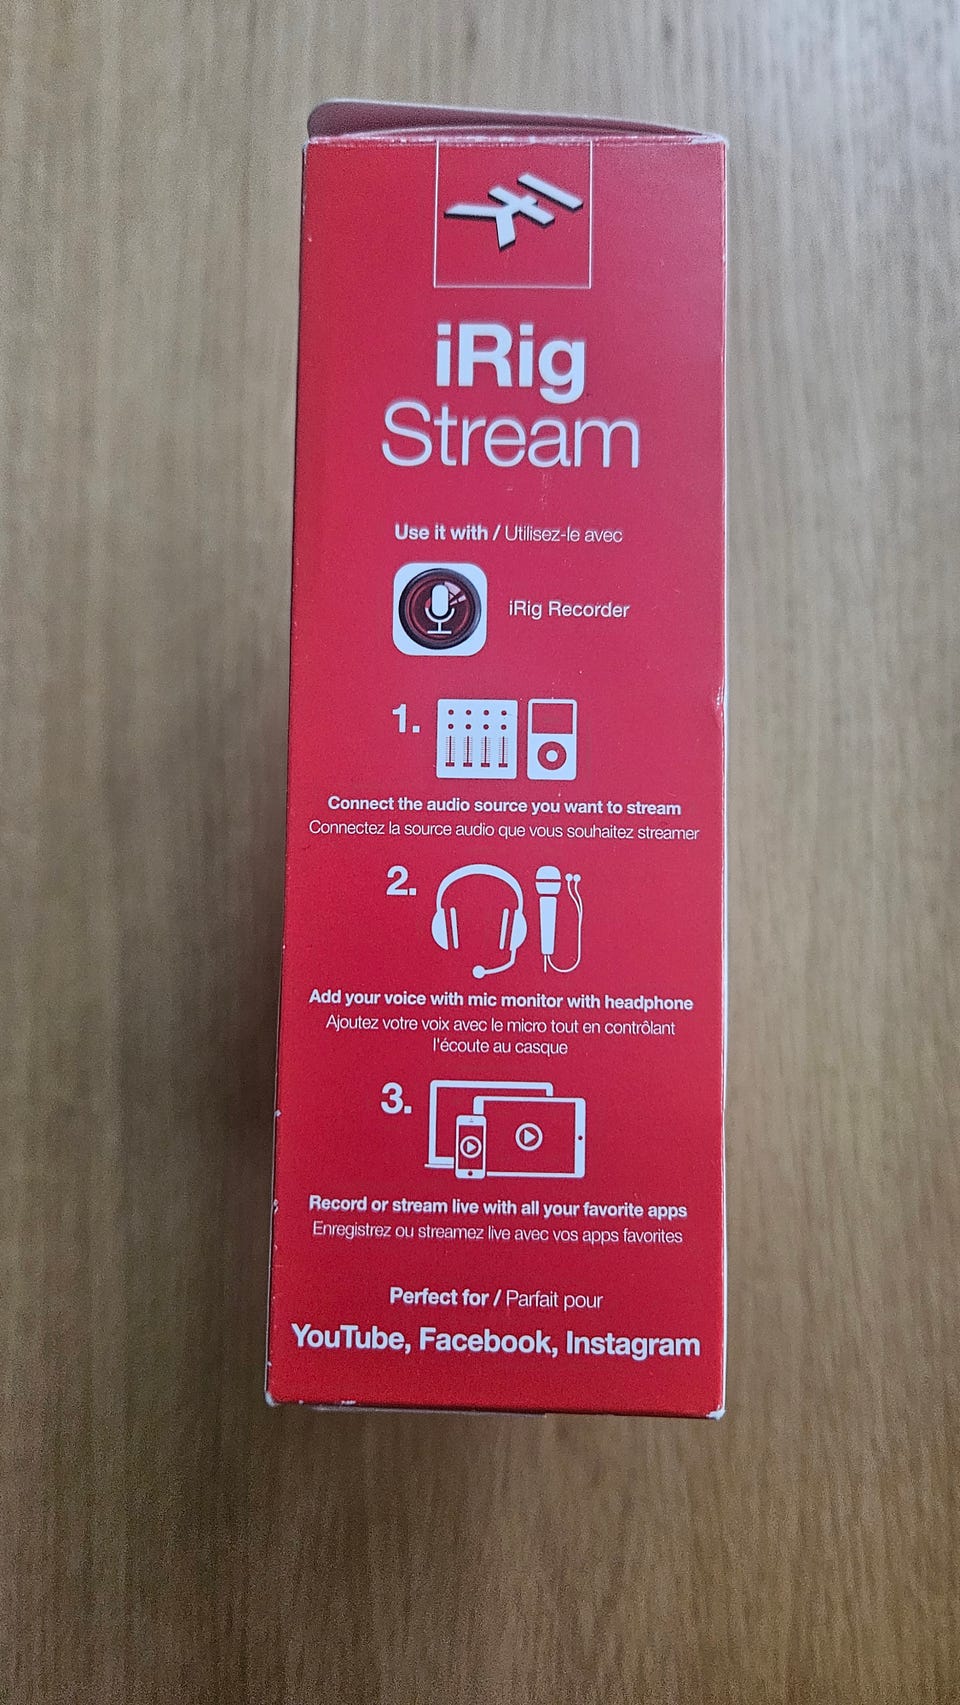 iRig
Stream
Use it with / Utilisez-le avec
iRig Recorder
1.
Connect the audio source you want to stream
Connectez la source audio que vous souhaitez streamer
2.
Add your voice with mic monitor with headphone
Ajoutez votre voix avec le micro tout en contrôlant
l'écoute au casque
3.
Record or stream live with all your favorite apps
Enregistrez ou streamez live avec vos apps favorites
Perfect for / Parfait pour
YouTube, Facebook, Instagram